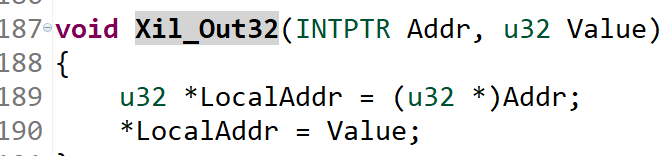 187 void Xil_Out32(INTPTR Addr, u32 Value)
188 {
189     u32 *LocalAddr = (u32 *)Addr;
190     *LocalAddr = Value;